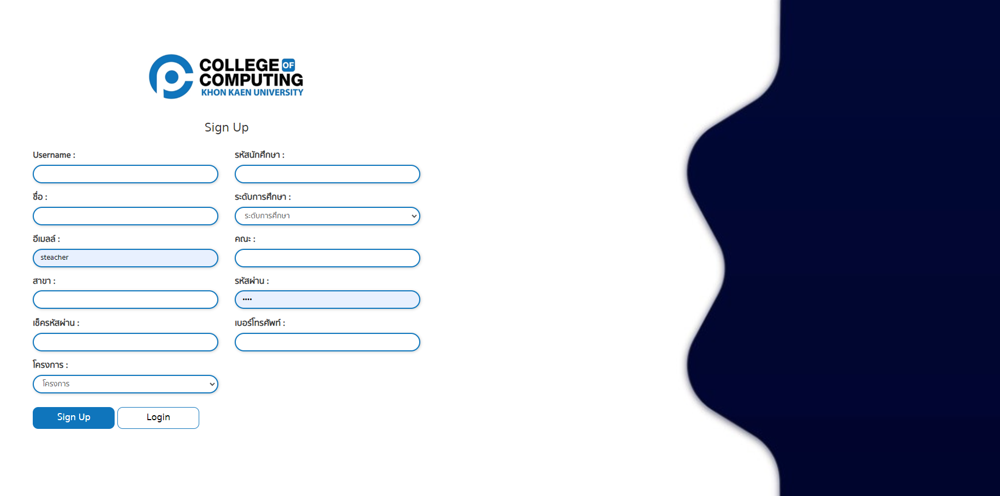 COLLEGE OF
COMPUTING
KHON KAEN UNIVERSITY
Sign Up
Username :
รหัสนักศึกษา :
ชื่อ :
ระดับการศึกษา :
ระดับการศึกษา
อีเมลล์ :
คณะ :
steacher
สาขา :
รหัสผ่าน :
••••
เช็ครหัสผ่าน :
เบอร์โทรศัพท์ :
โครงการ :
โครงการ
Sign Up
Login